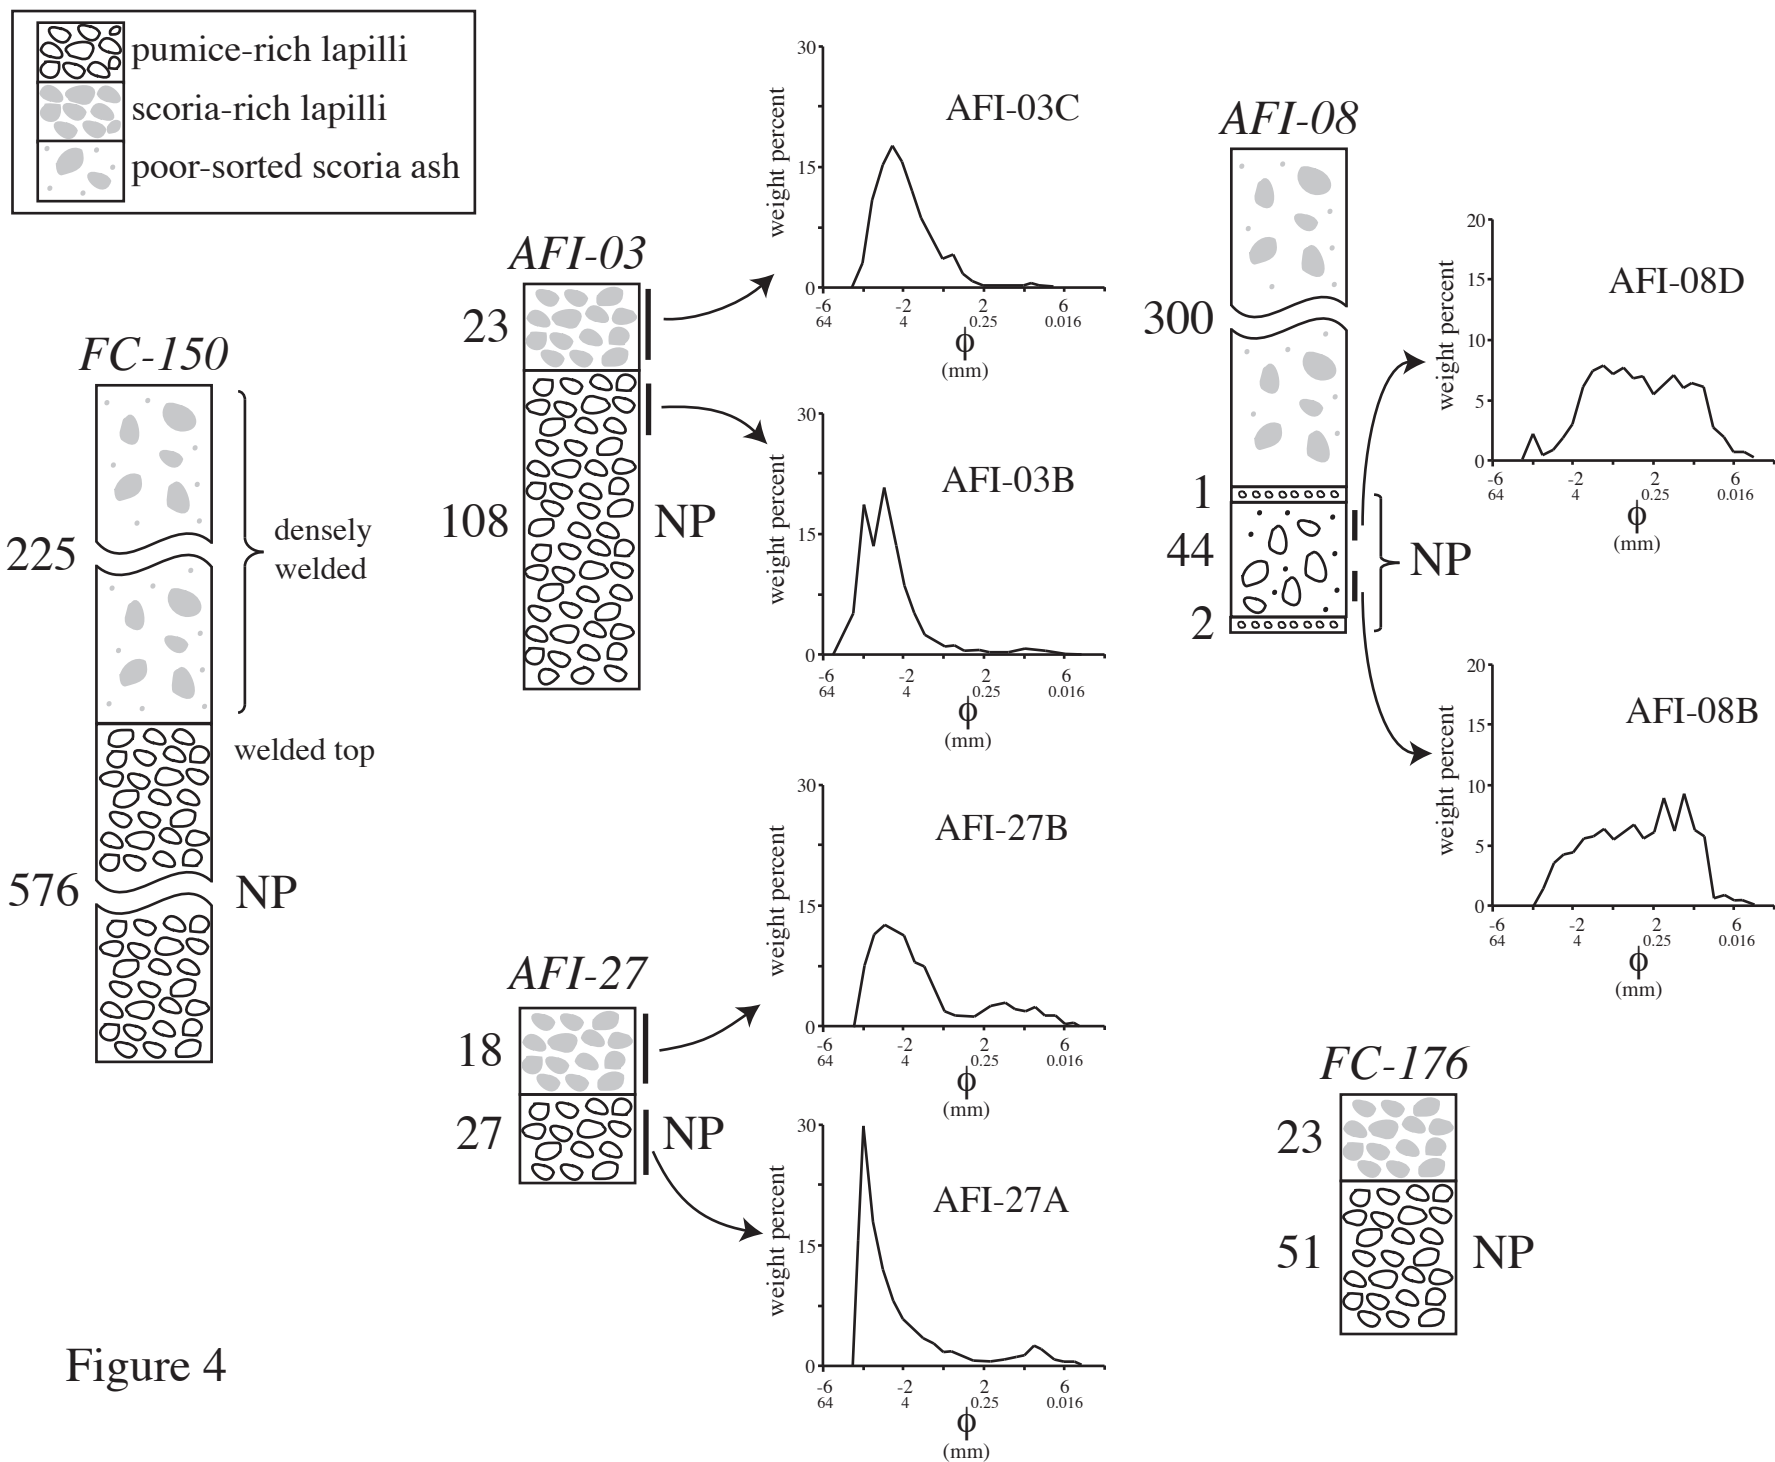 pumice-rich lapilli
scoria-rich lapilli
poor-sorted scoria ash
FC-150
225
densely
welded
welded top
576
NP
AFI-03
23
108
NP
30
15
0
weight percent
AFI-03C
-6 -2 2 6
64 4 0.25 0.016
ϕ
(mm)
30
15
0
weight percent
AFI-03B
-6 -2 2 6
64 4 0.25 0.016
ϕ
(mm)
AFI-27
18
27
NP
30
15
0
weight percent
AFI-27B
-6 -2 2 6
64 4 0.25 0.016
ϕ
(mm)
30
15
0
weight percent
AFI-27A
-6 -2 2 6
64 4 0.25 0.016
ϕ
(mm)
AFI-08
300
1
44
2
NP
20
15
10
5
0
weight percent
AFI-08D
-6 -2 2 6
64 4 0.25 0.016
ϕ
(mm)
20
15
10
5
0
weight percent
AFI-08B
-6 -2 2 6
64 4 0.25 0.016
ϕ
(mm)
FC-176
23
51
NP
Figure 4